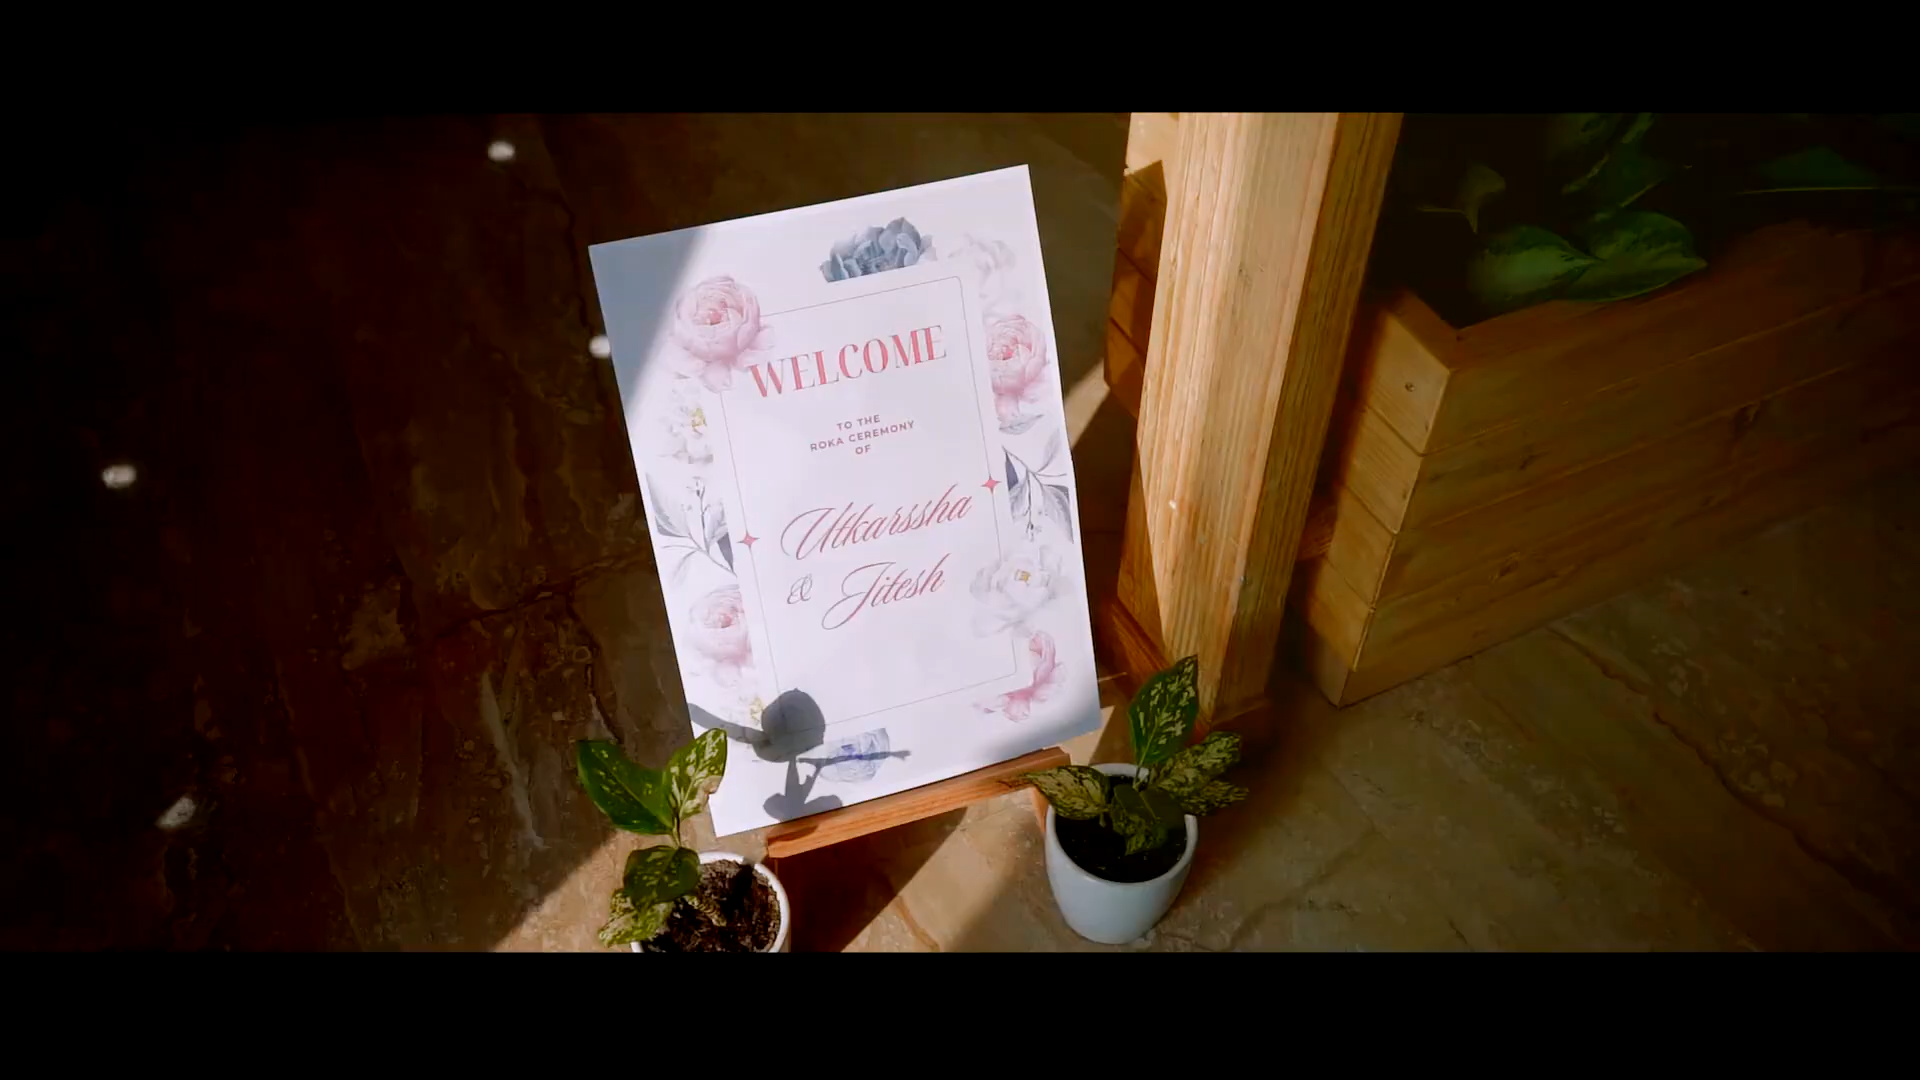 WELCOME
TO THE
ROKA CEREMONY
OF
Utkarssha
& Jitesh